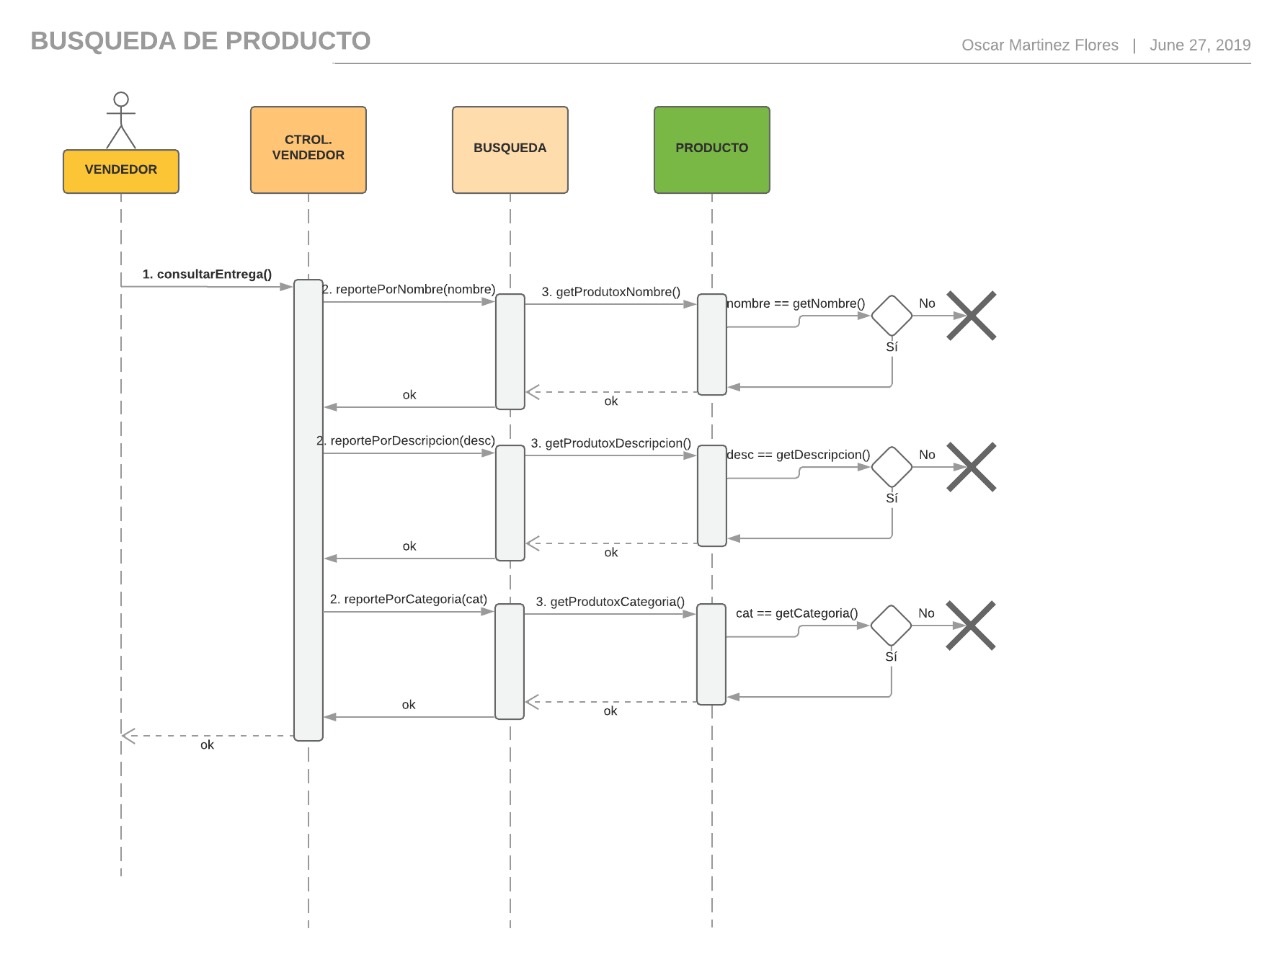 BUSQUEDA DE PRODUCTO
Oscar Martinez Flores | June 27, 2019
VENDEDOR
CTROL.
VENDEDOR
BUSQUEDA
PRODUCTO
1. consultarEntrega()
2. reportePorNombre(nombre)
3. getProdutoxNombre()
nombre == getNombre()
No
Sí
ok
ok
2. reportePorDescripcion(desc)
3. getProdutoxDescripcion()
desc == getDescripcion()
No
Sí
ok
ok
2. reportePorCategoria(cat)
3. getProdutoxCategoria()
cat == getCategoria()
No
Sí
ok
ok
ok